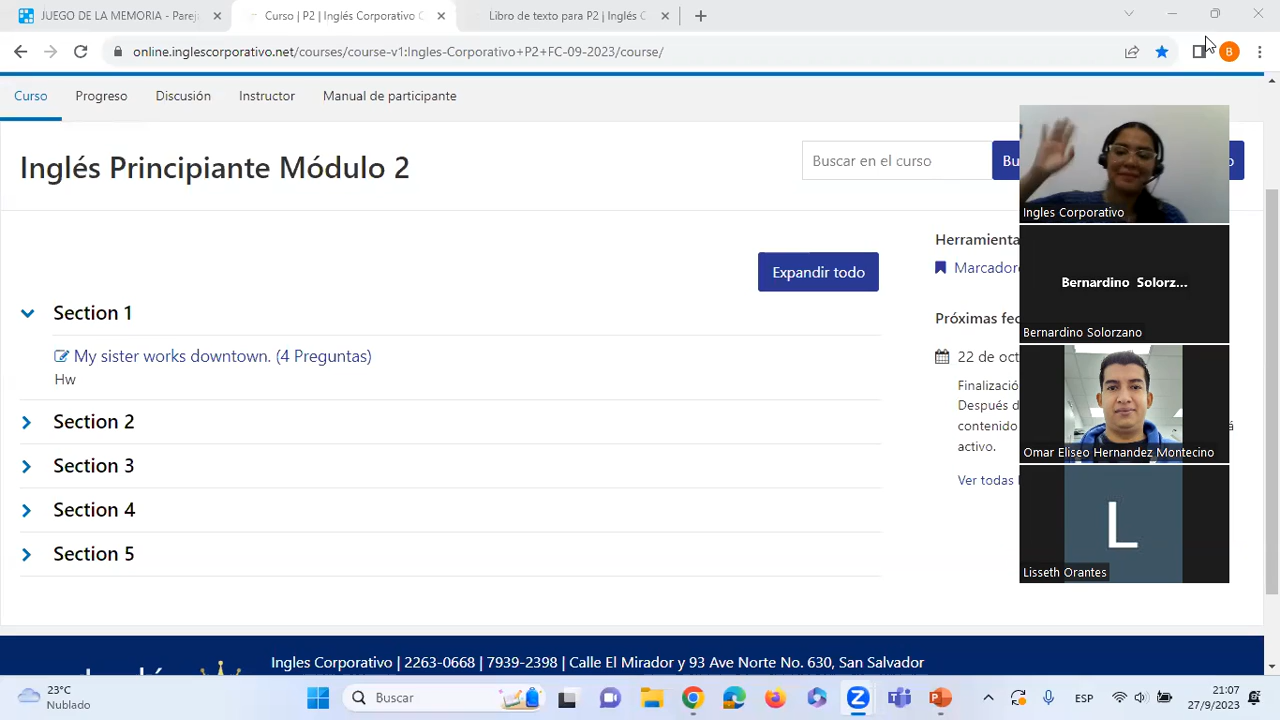 JUEGO DE LA MEMORIA - Parej
Curso | P2 | Inglés Corporativo C
Libro de texto para P2 | Inglés C
online.inglescorporativo.net/courses/course-v1:Ingles-Corporativo+P2+FC-09-2023/course/
B
Curso
Progreso
Discusión
Instructor
Manual de participante
Inglés Principiante Módulo 2
Buscar en el curso
Bu
o
Ingles Corporativo
Herramienta
Marcador
Expandir todo
Bernardino Solorz...
Bernardino Solorzano
Section 1
Próximas fec
My sister works downtown. (4 Preguntas)
Hw
22 de oct
Finalizació
Después d
contenido
activo.
Section 2
Omar Eliseo Hernandez Montecino
Section 3
Ver todas
Section 4
L
Section 5
Lisseth Orantes
Ingles Corporativo | 2263-0668 | 7939-2398 | Calle El Mirador y 93 Ave Norte No. 630, San Salvador
23°C
Nublado
Buscar
ESP
21:07
27/9/2023